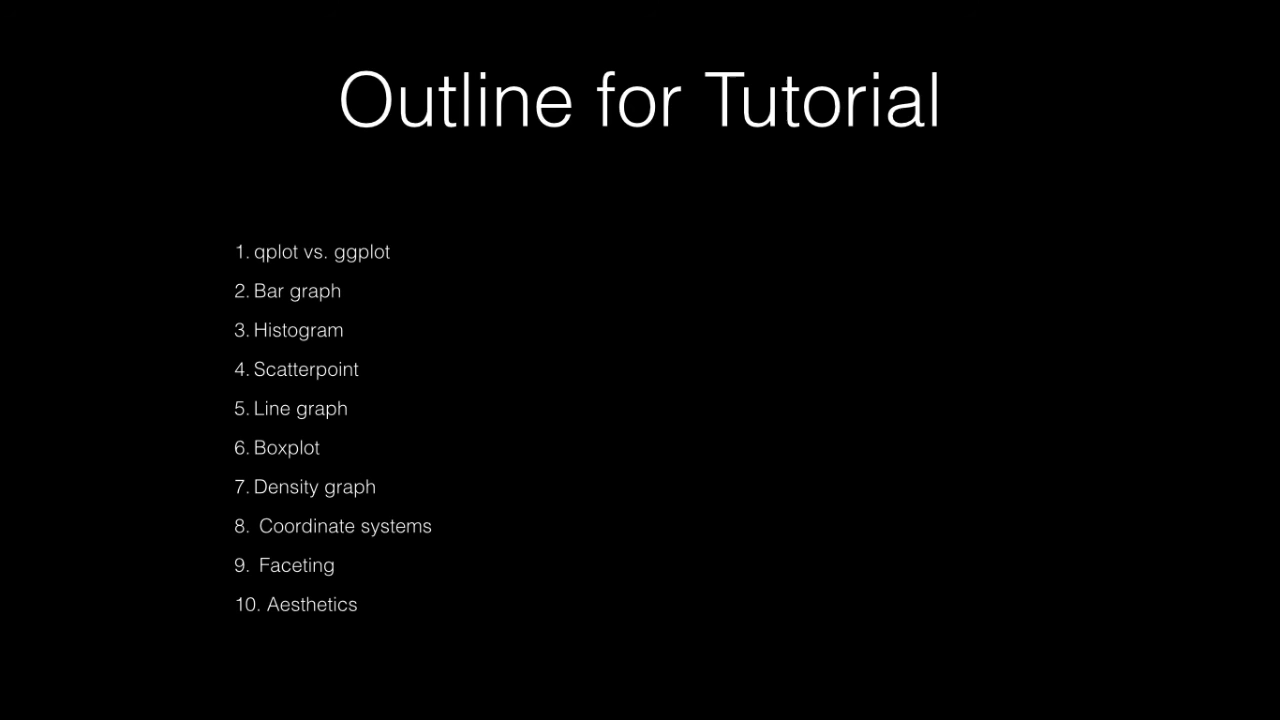 Outline for Tutorial
1. qplot vs. ggplot
2. Bar graph
3. Histogram
4. Scatterpoint
5. Line graph
6. Boxplot
7. Density graph
8. Coordinate systems
9. Faceting
10. Aesthetics